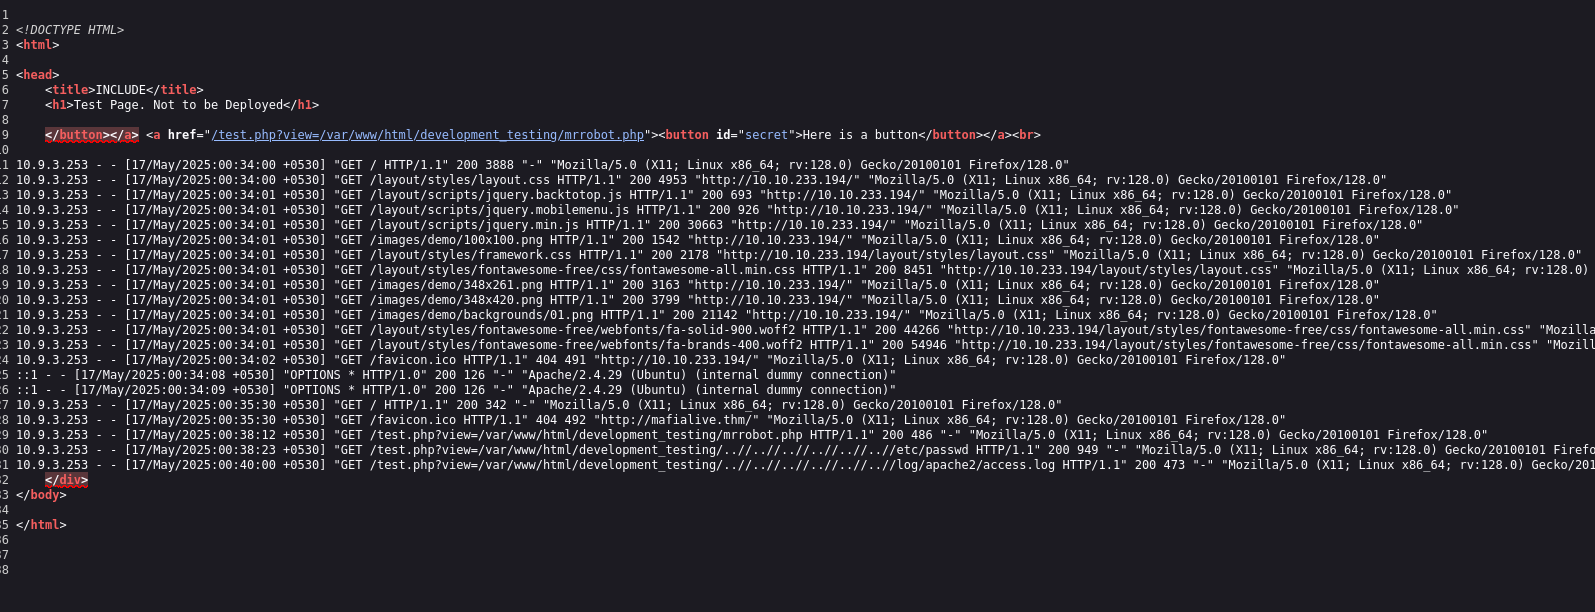 1
2 <!DOCTYPE HTML>
3 <html>
4
5 <head>
6     <title>INCLUDE</title>
7     <h1>Test Page. Not to be Deployed</h1>
8
9     </button></a> <a href="/test.php?view=/var/www/html/development_testing/mrrobot.php"><button id="secret">Here is a button</button></a><br>
10
11 10.9.3.253 - - [17/May/2025:00:34:00 +0530] "GET / HTTP/1.1" 200 3888 "-" "Mozilla/5.0 (X11; Linux x86_64; rv:128.0) Gecko/20100101 Firefox/128.0"
12 10.9.3.253 - - [17/May/2025:00:34:00 +0530] "GET /layout/styles/layout.css HTTP/1.1" 200 4953 "http://10.10.233.194/" "Mozilla/5.0 (X11; Linux x86_64; rv:128.0) Gecko/20100101 Firefox/128.0"
13 10.9.3.253 - - [17/May/2025:00:34:01 +0530] "GET /layout/scripts/jquery.backtotop.js HTTP/1.1" 200 693 "http://10.10.233.194/" "Mozilla/5.0 (X11; Linux x86_64; rv:128.0) Gecko/20100101 Firefox/128.0"
14 10.9.3.253 - - [17/May/2025:00:34:01 +0530] "GET /layout/scripts/jquery.mobilemenu.js HTTP/1.1" 200 926 "http://10.10.233.194/" "Mozilla/5.0 (X11; Linux x86_64; rv:128.0) Gecko/20100101 Firefox/128.0"
15 10.9.3.253 - - [17/May/2025:00:34:01 +0530] "GET /layout/scripts/jquery.min.js HTTP/1.1" 200 30663 "http://10.10.233.194/" "Mozilla/5.0 (X11; Linux x86_64; rv:128.0) Gecko/20100101 Firefox/128.0"
16 10.9.3.253 - - [17/May/2025:00:34:01 +0530] "GET /images/demo/100x100.png HTTP/1.1" 200 1542 "http://10.10.233.194/" "Mozilla/5.0 (X11; Linux x86_64; rv:128.0) Gecko/20100101 Firefox/128.0"
17 10.9.3.253 - - [17/May/2025:00:34:01 +0530] "GET /layout/styles/framework.css HTTP/1.1" 200 2178 "http://10.10.233.194/layout/styles/layout.css" "Mozilla/5.0 (X11; Linux x86_64; rv:128.0) Gecko/20100101 Firefox/128.0"
18 10.9.3.253 - - [17/May/2025:00:34:01 +0530] "GET /layout/styles/fontawesome-free/css/fontawesome-all.min.css HTTP/1.1" 200 8451 "http://10.10.233.194/layout/styles/layout.css" "Mozilla/5.0 (X11; Linux x86_64; rv:128.0)
19 10.9.3.253 - - [17/May/2025:00:34:01 +0530] "GET /images/demo/348x261.png HTTP/1.1" 200 3163 "http://10.10.233.194/" "Mozilla/5.0 (X11; Linux x86_64; rv:128.0) Gecko/20100101 Firefox/128.0"
20 10.9.3.253 - - [17/May/2025:00:34:01 +0530] "GET /images/demo/348x420.png HTTP/1.1" 200 3799 "http://10.10.233.194/" "Mozilla/5.0 (X11; Linux x86_64; rv:128.0) Gecko/20100101 Firefox/128.0"
21 10.9.3.253 - - [17/May/2025:00:34:01 +0530] "GET /images/demo/backgrounds/01.png HTTP/1.1" 200 21142 "http://10.10.233.194/" "Mozilla/5.0 (X11; Linux x86_64; rv:128.0) Gecko/20100101 Firefox/128.0"
22 10.9.3.253 - - [17/May/2025:00:34:01 +0530] "GET /layout/styles/fontawesome-free/webfonts/fa-solid-900.woff2 HTTP/1.1" 200 44266 "http://10.10.233.194/layout/styles/fontawesome-free/css/fontawesome-all.min.css" "Mozilla
23 10.9.3.253 - - [17/May/2025:00:34:01 +0530] "GET /layout/styles/fontawesome-free/webfonts/fa-brands-400.woff2 HTTP/1.1" 200 54946 "http://10.10.233.194/layout/styles/fontawesome-free/css/fontawesome-all.min.css" "Mozill
24 10.9.3.253 - - [17/May/2025:00:34:02 +0530] "GET /favicon.ico HTTP/1.1" 404 491 "http://10.10.233.194/" "Mozilla/5.0 (X11; Linux x86_64; rv:128.0) Gecko/20100101 Firefox/128.0"
25 ::1 - - [17/May/2025:00:34:08 +0530] "OPTIONS * HTTP/1.0" 200 126 "-" "Apache/2.4.29 (Ubuntu) (internal dummy connection)"
26 ::1 - - [17/May/2025:00:34:09 +0530] "OPTIONS * HTTP/1.0" 200 126 "-" "Apache/2.4.29 (Ubuntu) (internal dummy connection)"
27 10.9.3.253 - - [17/May/2025:00:35:30 +0530] "GET / HTTP/1.1" 200 342 "-" "Mozilla/5.0 (X11; Linux x86_64; rv:128.0) Gecko/20100101 Firefox/128.0"
28 10.9.3.253 - - [17/May/2025:00:35:30 +0530] "GET /favicon.ico HTTP/1.1" 404 492 "http://mafialive.thm/" "Mozilla/5.0 (X11; Linux x86_64; rv:128.0) Gecko/20100101 Firefox/128.0"
29 10.9.3.253 - - [17/May/2025:00:38:12 +0530] "GET /test.php?view=/var/www/html/development_testing/mrrobot.php HTTP/1.1" 200 486 "-" "Mozilla/5.0 (X11; Linux x86_64; rv:128.0) Gecko/20100101 Firefox/128.0"
30 10.9.3.253 - - [17/May/2025:00:38:23 +0530] "GET /test.php?view=/var/www/html/development_testing/..//..//..//..//..//..//etc/passwd HTTP/1.1" 200 949 "-" "Mozilla/5.0 (X11; Linux x86_64; rv:128.0) Gecko/20100101 Firefo
31 10.9.3.253 - - [17/May/2025:00:40:00 +0530] "GET /test.php?view=/var/www/html/development_testing/..//..//..//..//..//..//log/apache2/access.log HTTP/1.1" 200 473 "-" "Mozilla/5.0 (X11; Linux x86_64; rv:128.0) Gecko/201
32     </div>
33 </body>
34
35 </html>
36
37
38